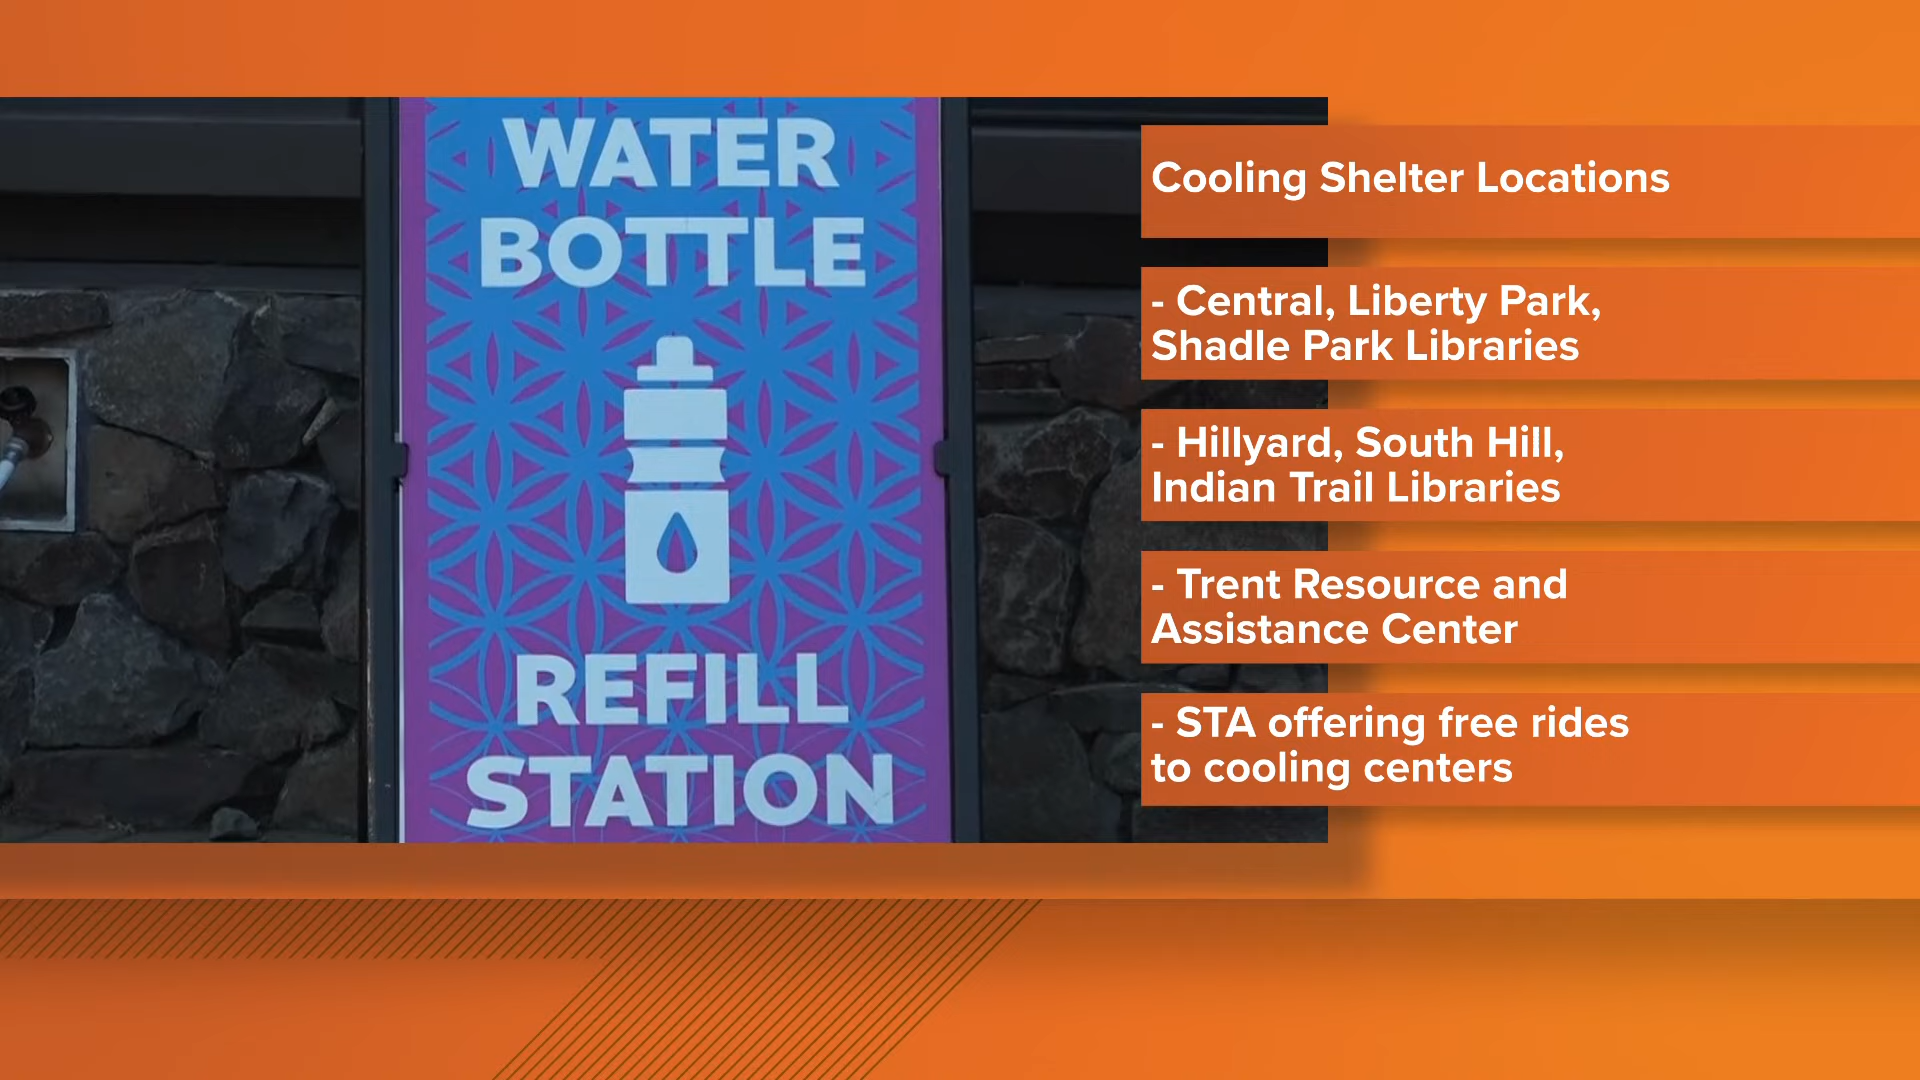 WATER
BOTTLE
REFILL
STATION
Cooling Shelter Locations
- Central, Liberty Park,
Shadle Park Libraries
- Hillyard, South Hill,
Indian Trail Libraries
- Trent Resource and
Assistance Center
- STA offering free rides
to cooling centers